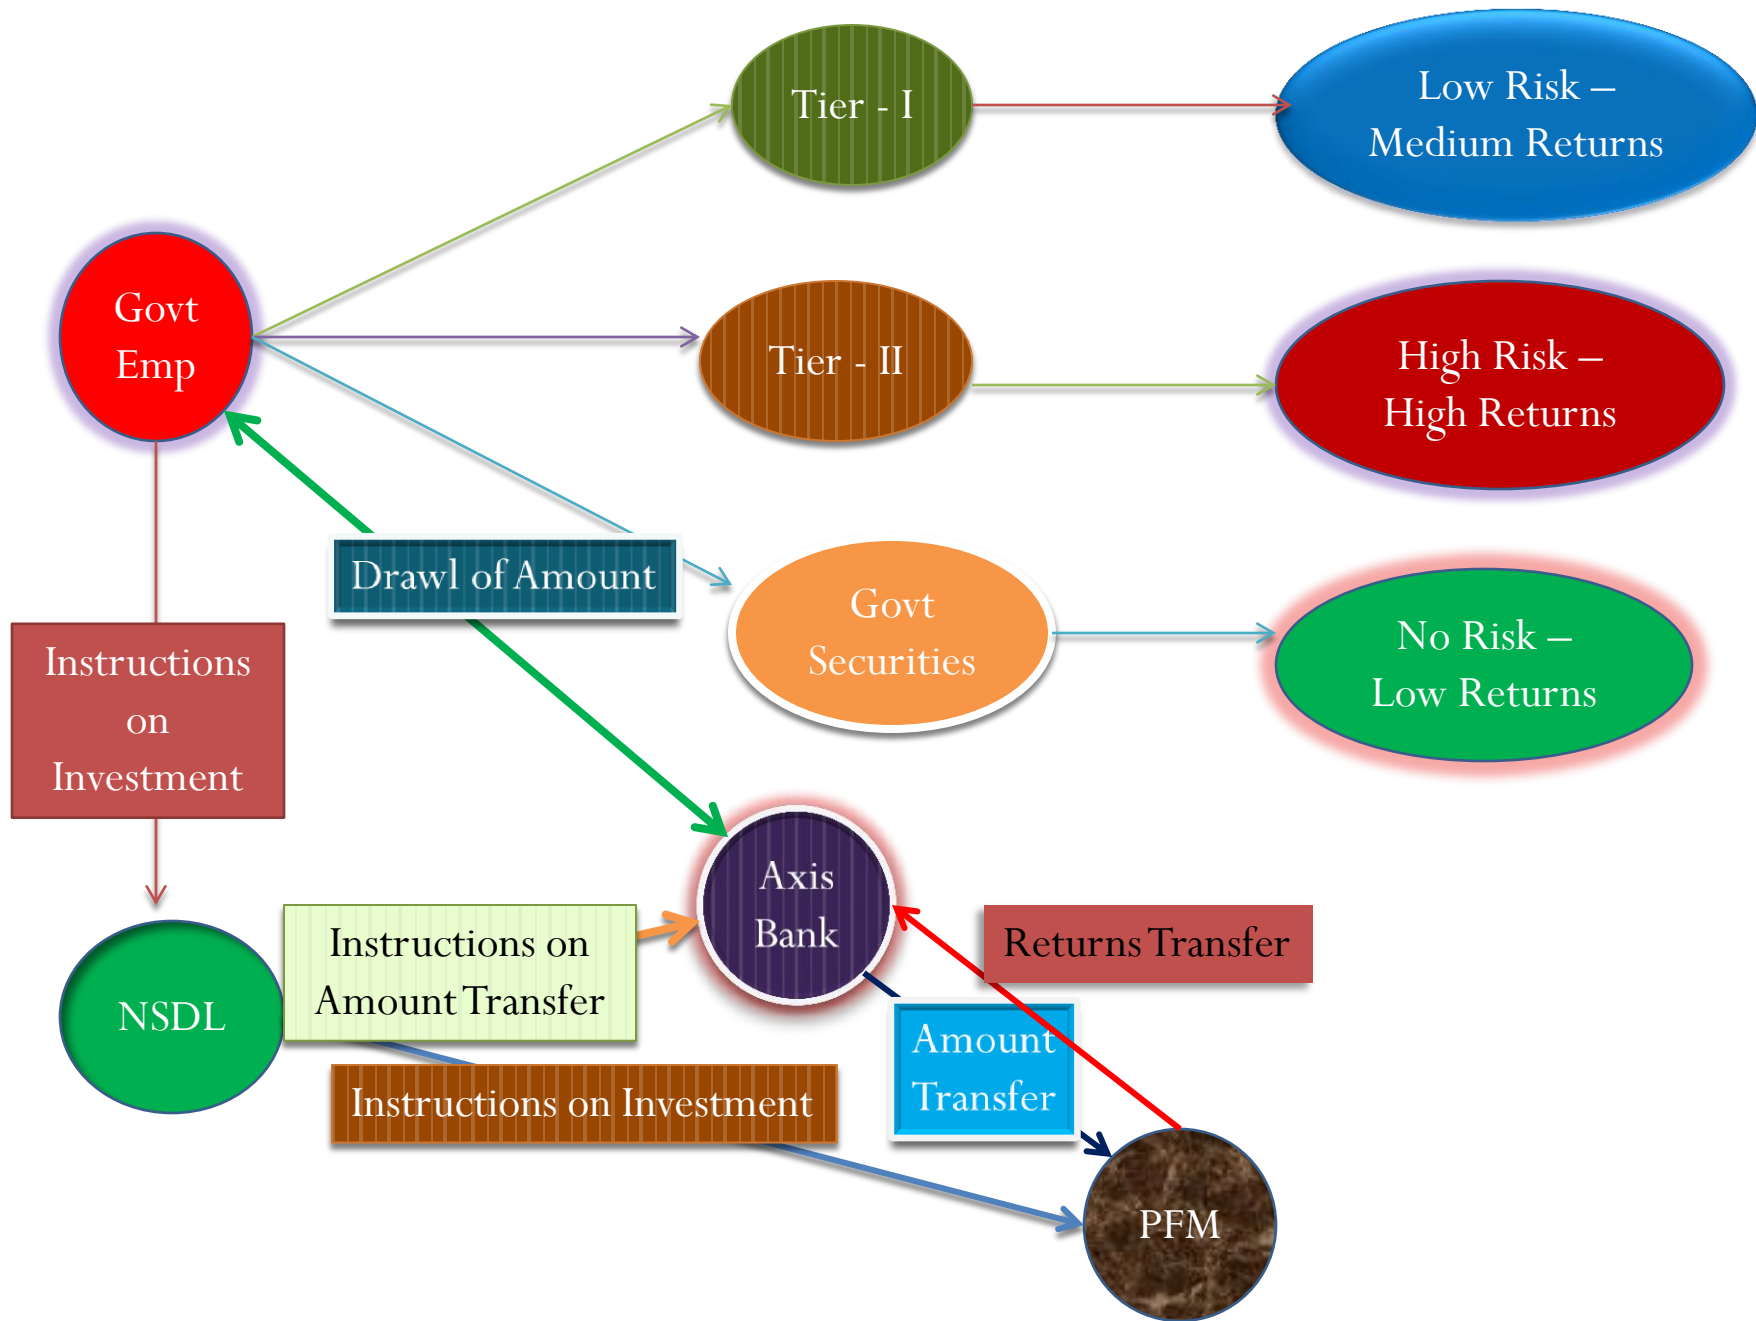 Tier - I
Low Risk –
Medium Returns
Govt
Emp
Tier - II
High Risk –
High Returns
Drawl of Amount
Govt
Securities
No Risk –
Low Returns
Instructions
on
Investment
Axis
Bank
Instructions on
Amount Transfer
Returns Transfer
NSDL
Amount
Transfer
Instructions on Investment
PFM